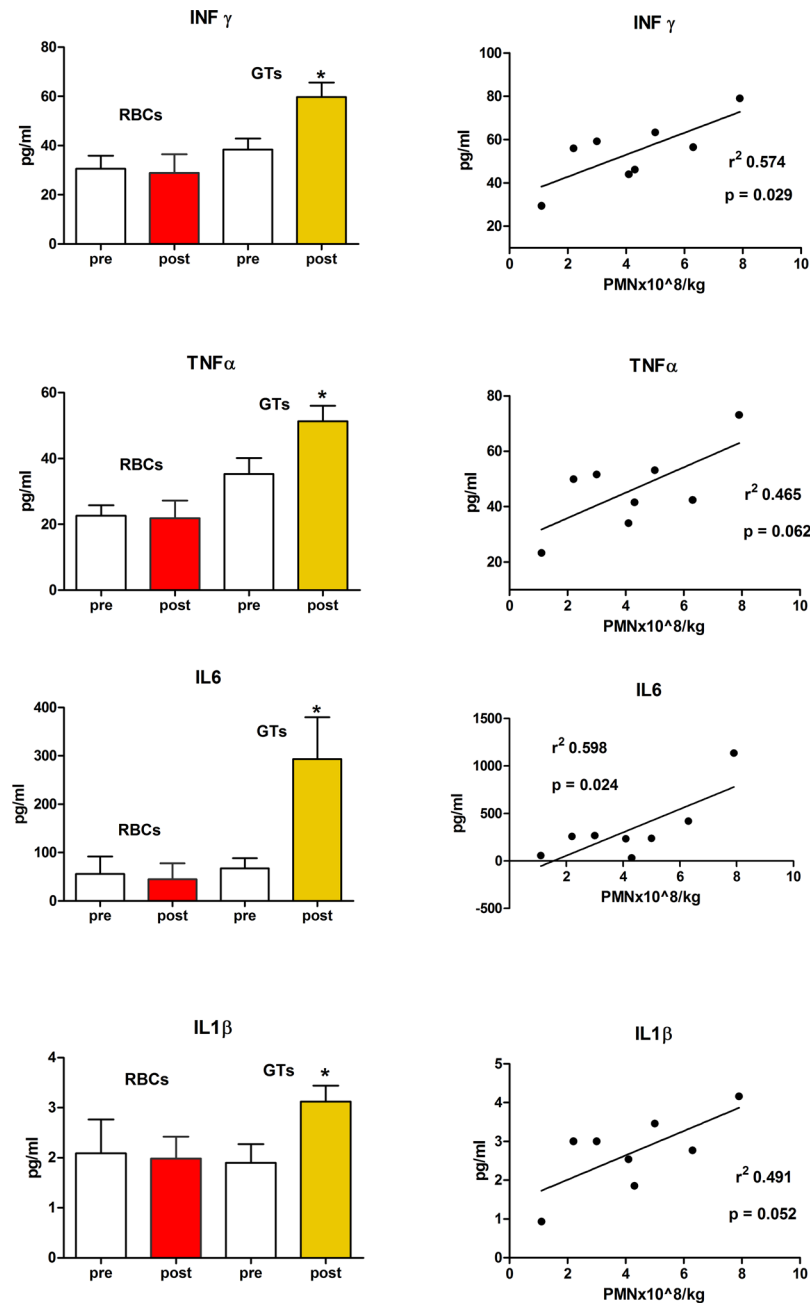 INF γ
60
40
20
0
pg/ml
RBCs
GTs
*
pre post pre post
INF γ
100
80
60
40
20
pg/ml
r² 0.574
p = 0.029
0 2 4 6 8 10
PMNx10^8/kg
TNFα
60
40
20
0
pg/ml
RBCs
GTs
*
pre post pre post
TNFα
80
60
40
20
pg/ml
r² 0.465
p = 0.062
0 2 4 6 8 10
PMNx10^8/kg
IL6
400
300
200
100
0
pg/ml
RBCs
GTs
*
pre post pre post
IL6
1500
1000
500
0
-500
pg/ml
r² 0.598
p = 0.024
2 4 6 8 10
PMNx10^8/kg
IL1β
4
3
2
1
0
pg/ml
RBCs
GTs
*
pre post pre post
IL1β
5
4
3
2
1
0
pg/ml
r² 0.491
p = 0.052
0 2 4 6 8 10
PMNx10^8/kg